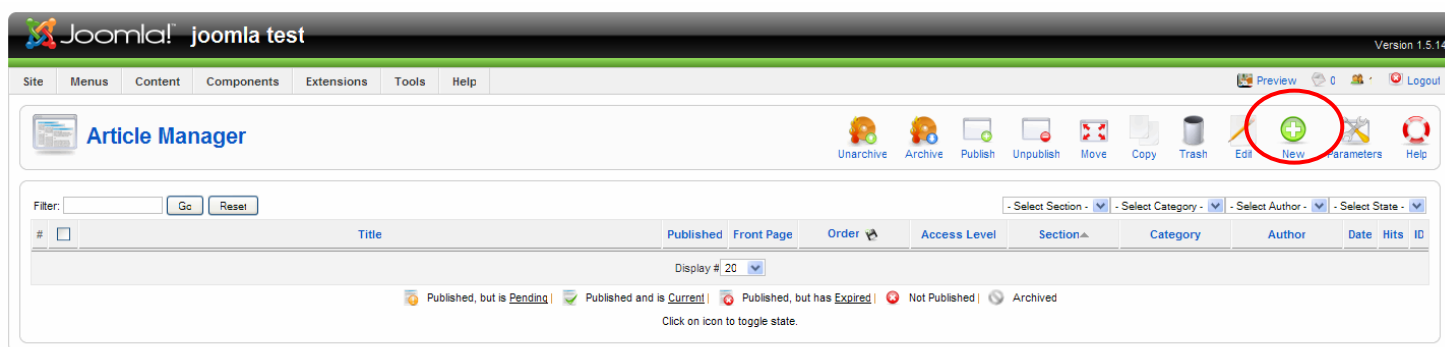 Joomla! joomla test
Version 1.5.14
Site Menus Content Components Extensions Tools Help Preview 0 Logout
Article Manager
Unarchive Archive Publish Unpublish Move Copy Trash Edit New Parameters Help
Filter: Go Reset - Select Section - - Select Category - - Select Author - - Select State -
# Title Published Front Page Order Access Level Section Category Author Date Hits ID
Display # 20
Published, but is Pending | Published and is Current | Published, but has Expired | Not Published | Archived
Click on icon to toggle state.